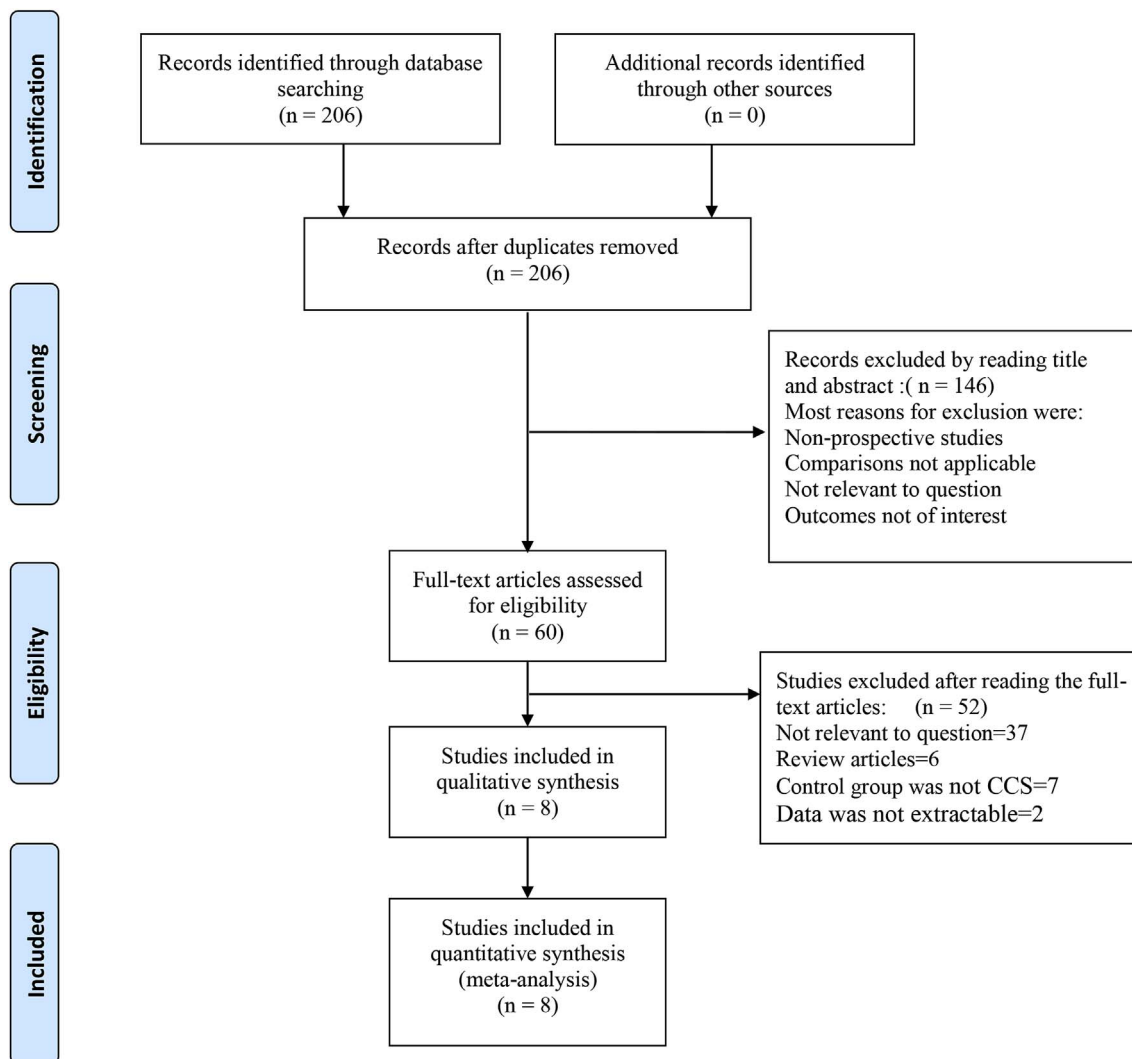 Identification
Records identified through database
searching
(n = 206)
Additional records identified
through other sources
(n = 0)
Records after duplicates removed
(n = 206)
Screening
Records excluded by reading title
and abstract :( n = 146)
Most reasons for exclusion were:
Non-prospective studies
Comparisons not applicable
Not relevant to question
Outcomes not of interest
Eligibility
Full-text articles assessed
for eligibility
(n = 60)
Studies excluded after reading the full-
text articles: (n = 52)
Not relevant to question=37
Review articles=6
Control group was not CCS=7
Data was not extractable=2
Studies included in
qualitative synthesis
(n = 8)
Included
Studies included in
quantitative synthesis
(meta-analysis)
(n = 8)